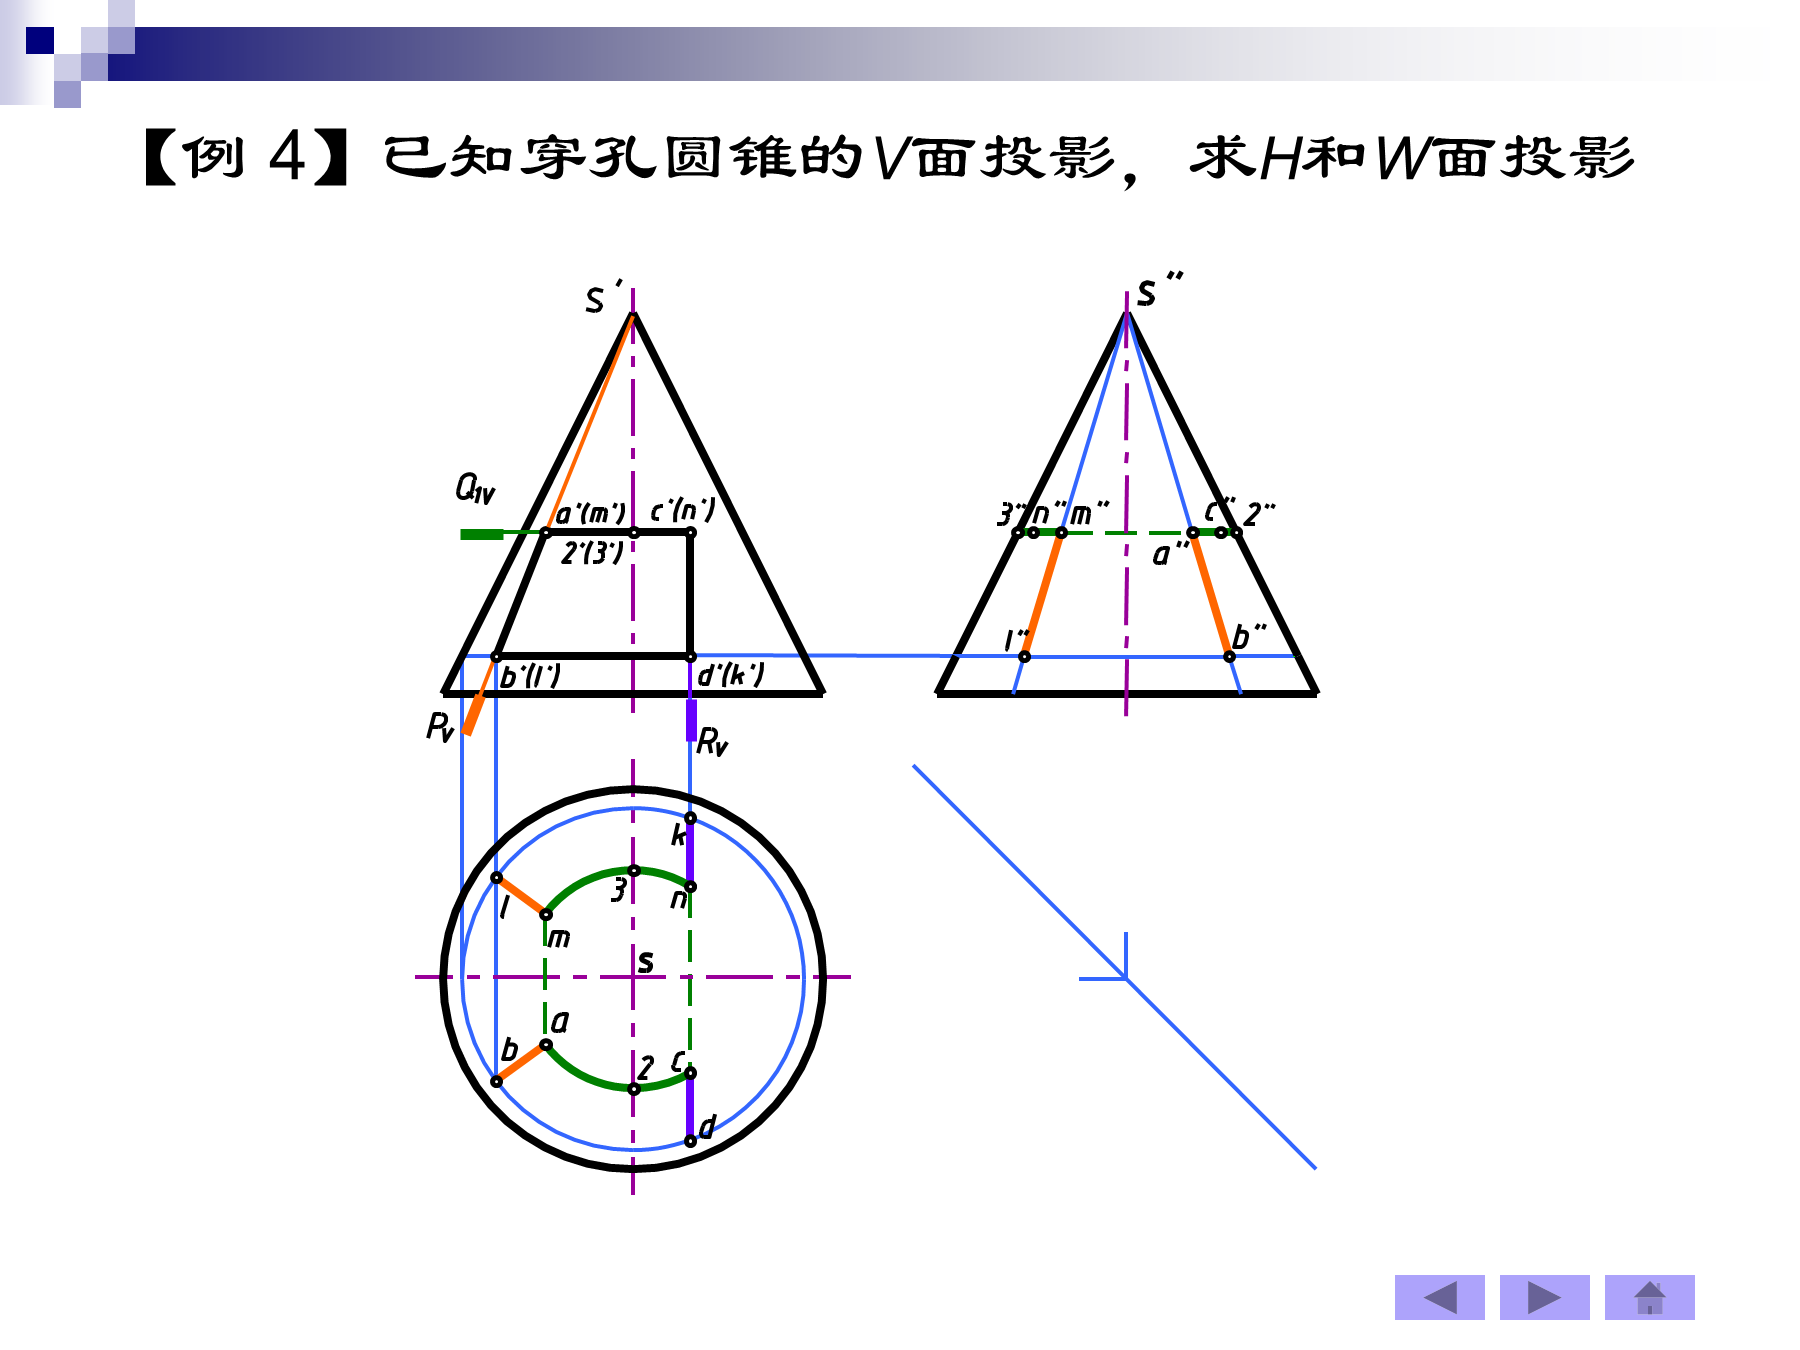 【例 4】已知穿孔圆锥的V面投影，求H和W面投影
s′ s″
Q1v a′(m′) c′(n′) 3″ n″ m″ c″ 2″
2′(3′) a″
l″ b″
b′(l′) d′(k′)
Pv Rv
k
3 n
l
m
s
a
b 2 c
d